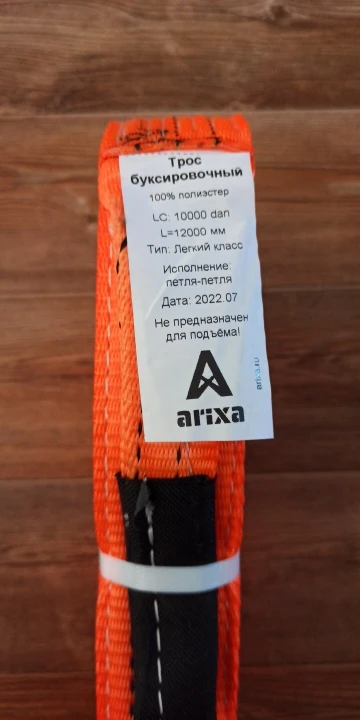 Трос
буксировочный
100% полиэстер
LC: 10000 dan
L=12000 мм
Тип: Легкий класс
Исполнение:
петля-петля
Дата: 2022.07
Не предназначен
для подъёма!
arixa
arixa.ru